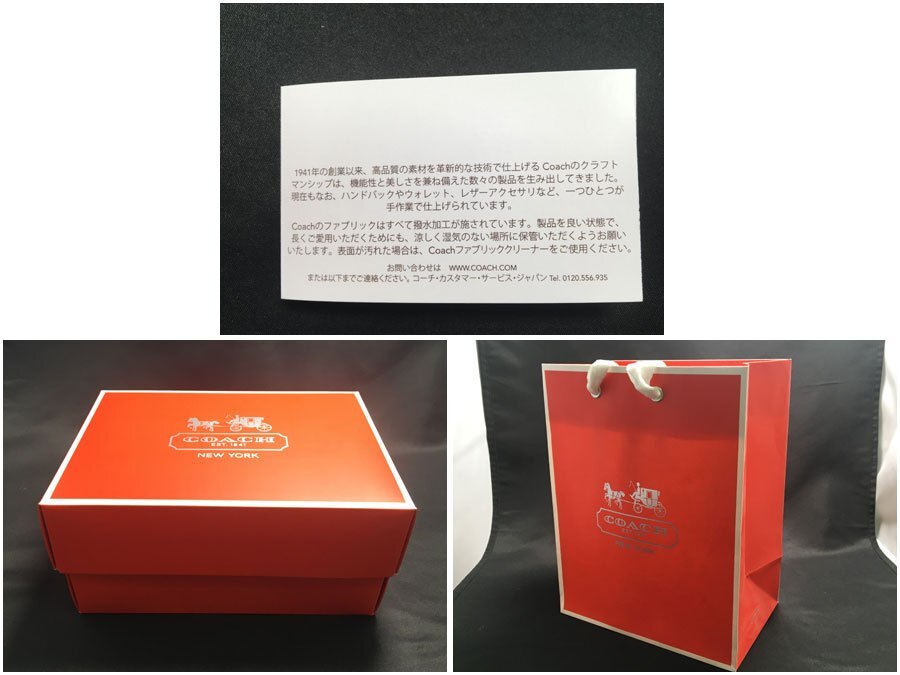 1941年の創業以来、高品質の素材を革新的な技術で仕上げる Coachのクラフト
マンシップは、機能性と美しさを兼ね備えた数々の製品を生み出してきました。
現在もなお、ハンドバックやウォレット、レザーアクセサリなど、一つひとつが
手作業で仕上げられています。
Coachのファブリックはすべて撥水加工が施されています。製品を良い状態で、
長くご愛用いただくためにも、涼しく湿気のない場所に保管いただくようお願い
いたします。表面が汚れた場合は、Coachファブリッククリーナーをご使用ください。
お問い合わせは WWW.COACH.COM
または以下までご連絡ください。コーチ・カスタマー・サービス・ジャパン Tel. 0120.556.935
COACH
EST. 1941
NEW YORK
COACH
EST. 1941
NEW YORK